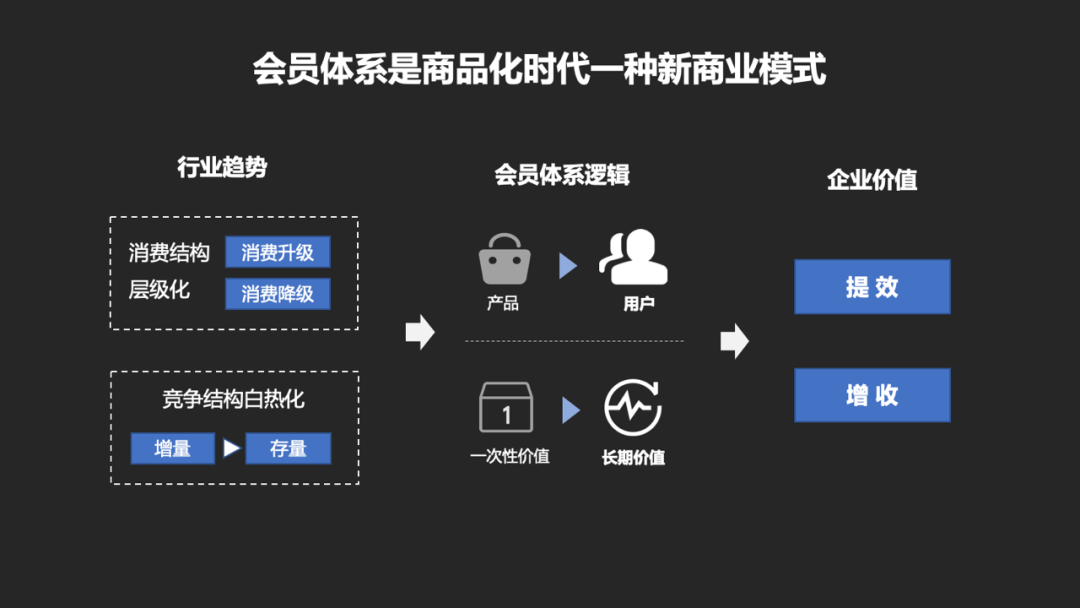 会员体系是商品化时代一种新商业模式
行业趋势
消费结构
层级化
消费升级
消费降级
竞争结构白热化
增量
存量
会员体系逻辑
产品
用户
1
一次性价值
长期价值
企业价值
提效
增收